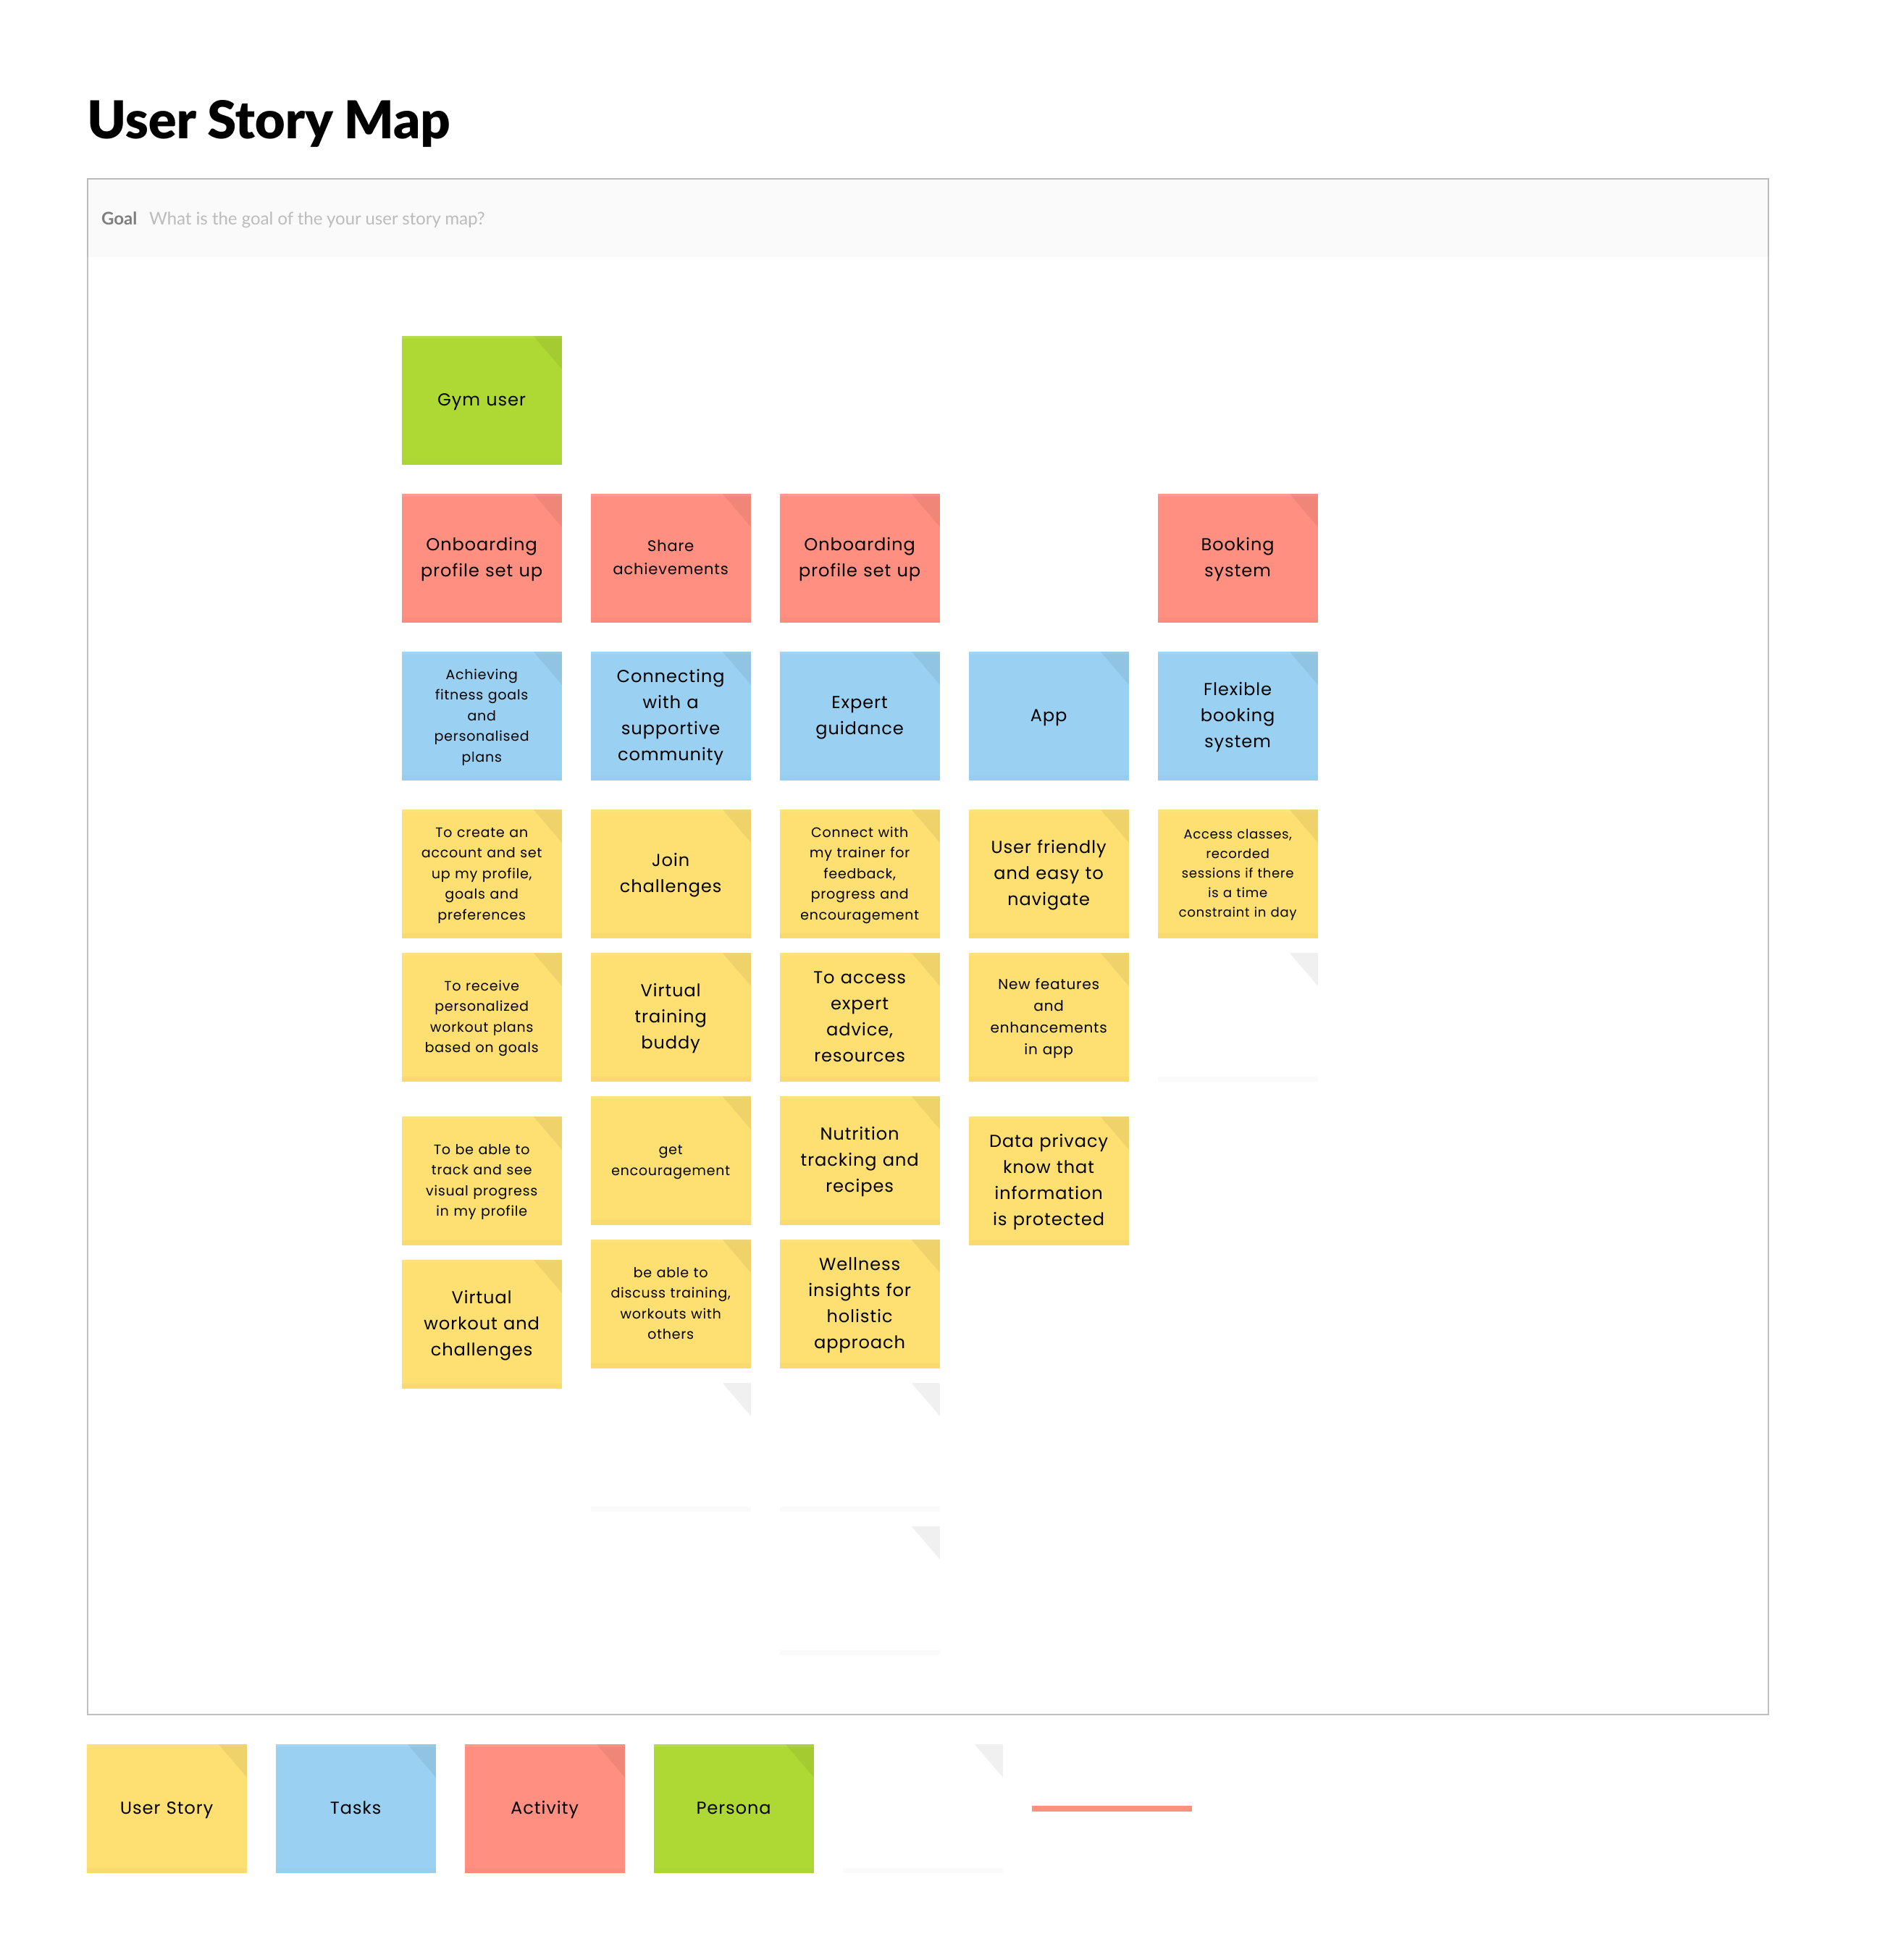 User Story Map
Goal What is the goal of the your user story map?
Gym user
Onboarding
profile set up
Share
achievements
Onboarding
profile set up
Booking
system
Achieving
fitness goals
and
personalised
plans
Connecting
with a
supportive
community
Expert
guidance
App
Flexible
booking
system
To create an
account and set
up my profile,
goals and
preferences
Join
challenges
Connect with
my trainer for
feedback,
progress and
encouragement
User friendly
and easy to
navigate
Access classes,
recorded
sessions if there
is a time
constraint in day
To receive
personalized
workout plans
based on goals
Virtual
training
buddy
To access
expert
advice,
resources
New features
and
enhancements
in app
To be able to
track and see
visual progress
in my profile
get
encouragement
Nutrition
tracking and
recipes
Data privacy
know that
information
is protected
Virtual
workout and
challenges
be able to
discuss training,
workouts with
others
Wellness
insights for
holistic
approach
User Story
Tasks
Activity
Persona